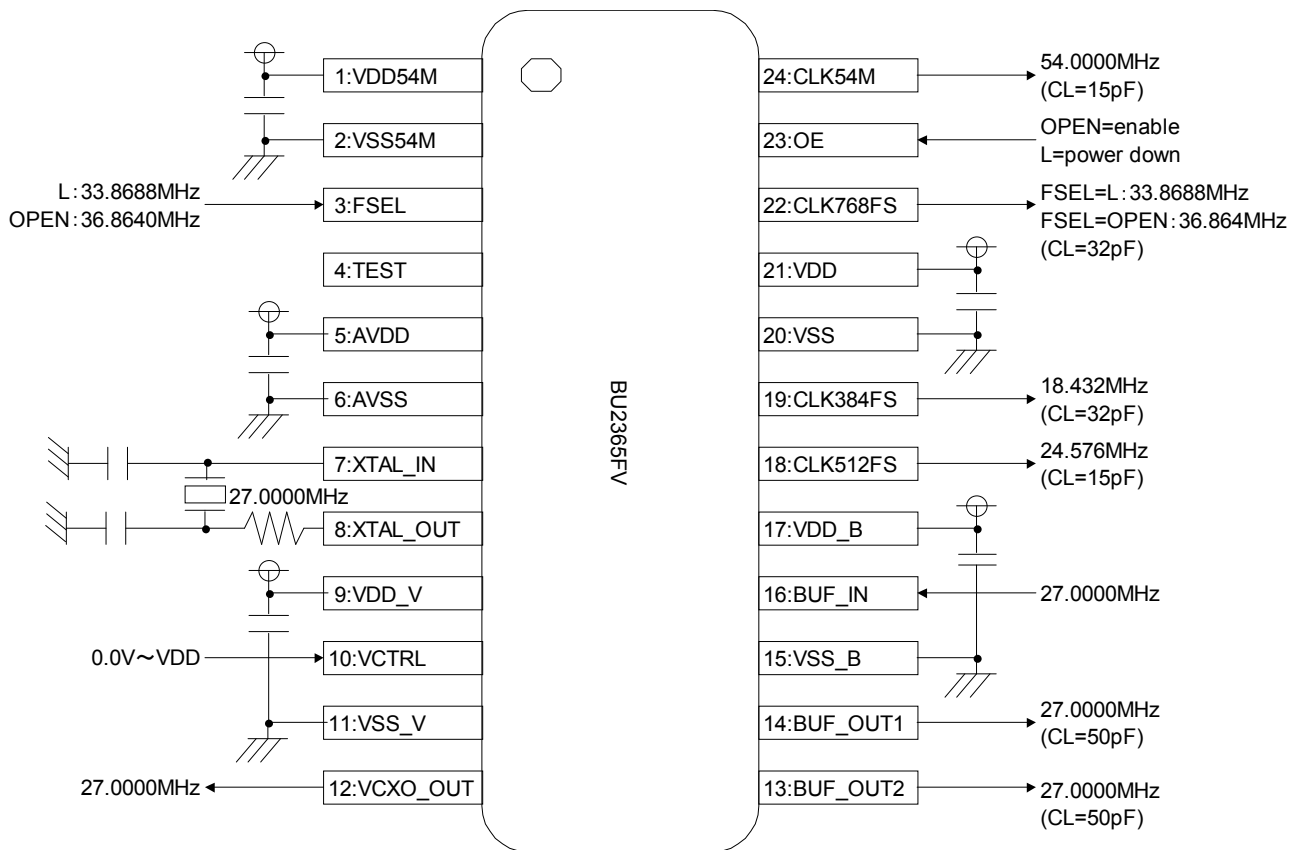 1:VDD54M
2:VSS54M
L:33.8688MHz
OPEN:36.8640MHz
3:FSEL
4:TEST
5:AVDD
6:AVSS
7:XTAL_IN
27.0000MHz
8:XTAL_OUT
9:VDD_V
0.0V～VDD
10:VCTRL
11:VSS_V
27.0000MHz
12:VCXO_OUT
BU2365FV
24:CLK54M
54.0000MHz
(CL=15pF)
23:OE
OPEN=enable
L=power down
22:CLK768FS
FSEL=L:33.8688MHz
FSEL=OPEN:36.864MHz
(CL=32pF)
21:VDD
20:VSS
19:CLK384FS
18.432MHz
(CL=32pF)
18:CLK512FS
24.576MHz
(CL=15pF)
17:VDD_B
16:BUF_IN
27.0000MHz
15:VSS_B
14:BUF_OUT1
27.0000MHz
(CL=50pF)
13:BUF_OUT2
27.0000MHz
(CL=50pF)